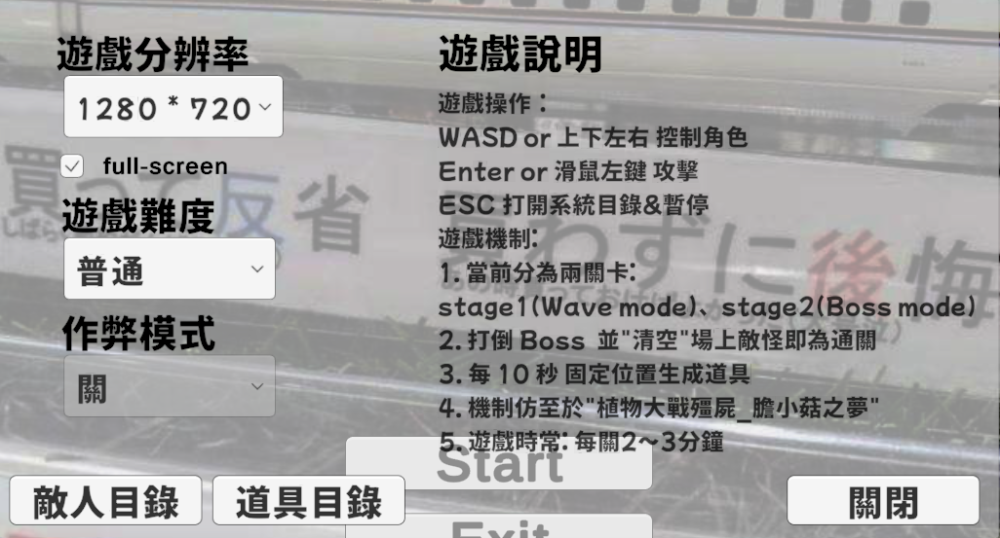 遊戲分辨率
1280 * 720
full-screen
遊戲難度
普通
作弊模式
關
遊戲說明
遊戲操作：
WASD or 上下左右 控制角色
Enter or 滑鼠左鍵 攻擊
ESC 打開系統目錄&暫停
遊戲機制:
1. 當前分為兩關卡:
stage1(Wave mode)、stage2(Boss mode)
2. 打倒 Boss 並"清空"場上敵怪即為通關
3. 每 10 秒 固定位置生成道具
4. 機制仿至於"植物大戰殭屍_膽小菇之夢"
5. 遊戲時常: 每關2～3分鐘
買って反省
買わずに後悔
Start
Exit
敵人目錄
道具目錄
關閉